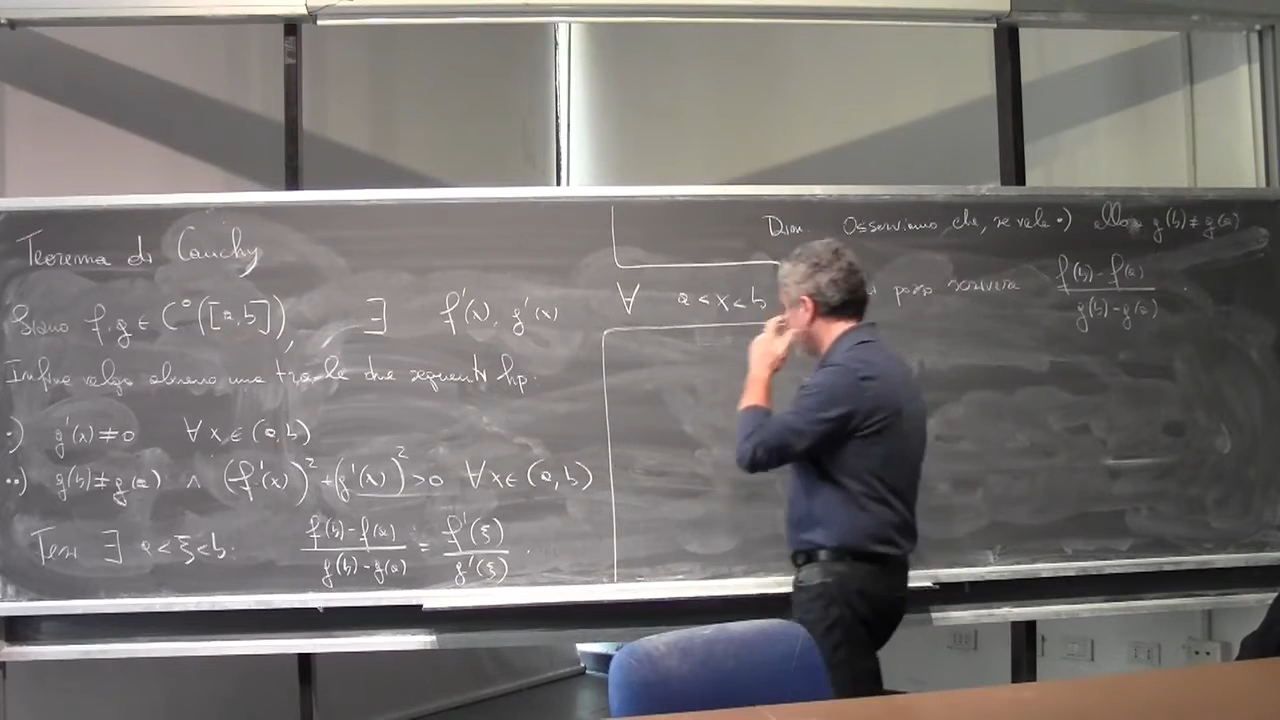 Teorema di Cauchy
Siano f, g ∈ C⁰([a,b]), ∃ f'(x), g'(x) ∀ a<x<b
Infine valga almeno una tra le due seguenti hp.
•) g'(x)≠0 ∀x∈(a,b)
••) g(b)≠g(a) ∧ (f'(x))²+(g'(x))²>0 ∀x∈(a,b)
Tesi ∃ a<ξ<b: (f(b)-f(a))/(g(b)-g(a)) = f'(ξ)/g'(ξ).
Dim. Osserviamo che, se vale •) allora g(b)≠g(a)
posso scrivere (f(b)-f(a))/(g(b)-g(a)).